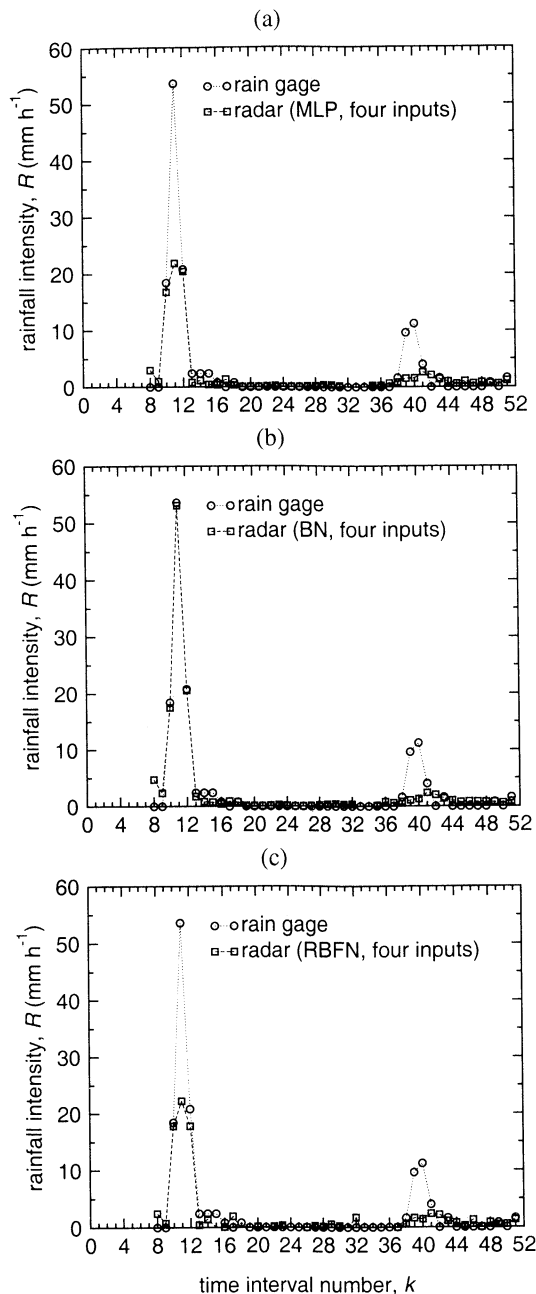 (a)
60
50
40
30
20
10
0
rainfall intensity, R (mm h-1)
rain gage
radar (MLP, four inputs)
0 4 8 12 16 20 24 28 32 36 40 44 48 52
(b)
60
50
40
30
20
10
0
rainfall intensity, R (mm h-1)
rain gage
radar (BN, four inputs)
0 4 8 12 16 20 24 28 32 36 40 44 48 52
(c)
60
50
40
30
20
10
0
rainfall intensity, R (mm h-1)
rain gage
radar (RBFN, four inputs)
0 4 8 12 16 20 24 28 32 36 40 44 48 52
time interval number, k